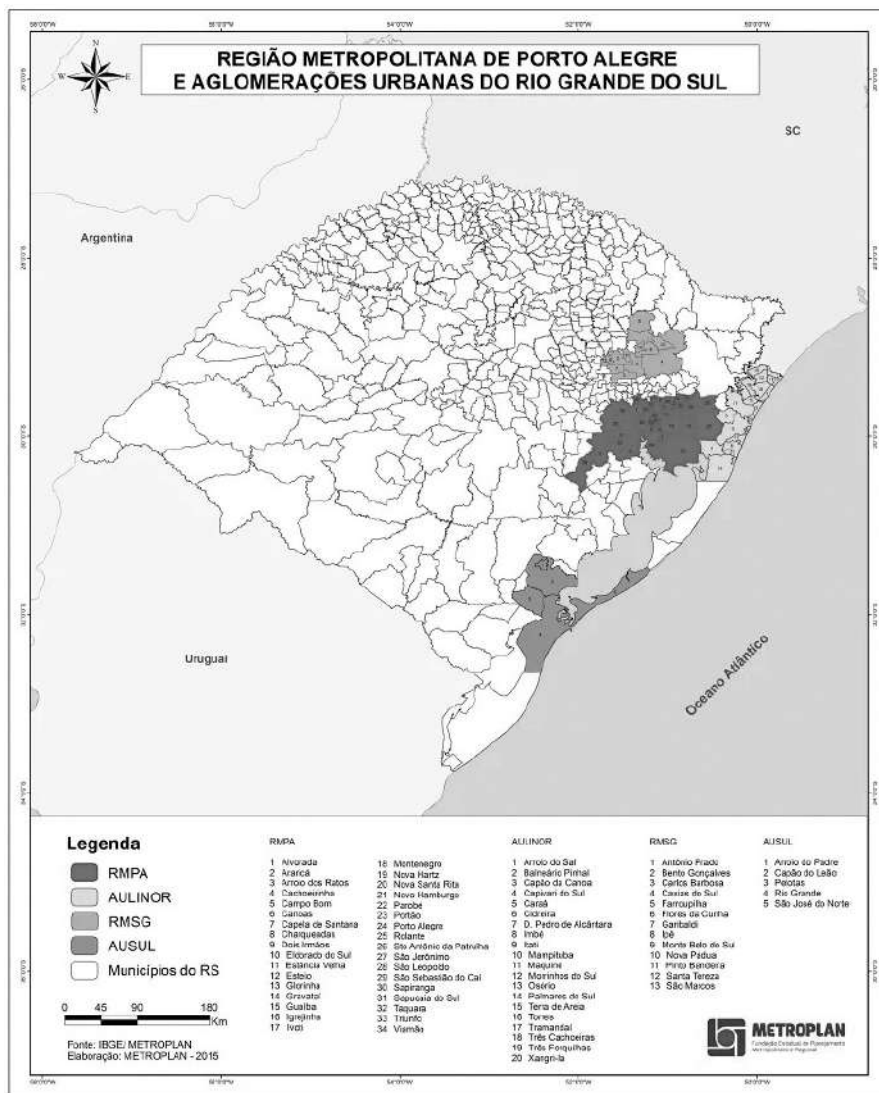 REGIÃO METROPOLITANA DE PORTO ALEGRE
E AGLOMERAÇÕES URBANAS DO RIO GRANDE DO SUL
N
W
E
S
SC
Argentina
Uruguai
Oceano Atlântico
Legenda
RMPA
AULINOR
RMSG
AUSUL
Municípios do RS
0 45 90 180
Km
Fonte: IBGE/ METROPLAN
Elaboração: METROPLAN - 2015
RMPA
1 Alvorada
2 Araricá
3 Arroio dos Ratos
4 Cachoeirinha
5 Campo Bom
6 Canoas
7 Capela de Santana
8 Charqueadas
9 Dois Irmãos
10 Eldorado do Sul
11 Estância Velha
12 Esteio
13 Glorinha
14 Gravataí
15 Guaíba
16 Igrejinha
17 Ivoti
18 Montenegro
19 Nova Hartz
20 Nova Santa Rita
21 Novo Hamburgo
22 Parobé
23 Portão
24 Porto Alegre
25 Rolante
26 Sto Antônio da Patrulha
27 São Jerônimo
28 São Leopoldo
29 São Sebastião do Caí
30 Sapiranga
31 Sapucaia do Sul
32 Taquara
33 Triunfo
34 Viamão
AULINOR
1 Arroio do Sal
2 Balneário Pinhal
3 Capão da Canoa
4 Capivari do Sul
5 Caraá
6 Cidreira
7 D. Pedro de Alcântara
8 Imbé
9 Itati
10 Mampituba
11 Maquiné
12 Morrinhos do Sul
13 Osório
14 Palmares do Sul
15 Terra de Areia
16 Torres
17 Tramandaí
18 Três Cachoeiras
19 Três Forquilhas
20 Xangri-la
RMSG
1 Antônio Prado
2 Bento Gonçalves
3 Carlos Barbosa
4 Caxias do Sul
5 Farroupilha
6 Flores da Cunha
7 Garibaldi
8 Ipê
9 Monte Belo do Sul
10 Nova Pádua
11 Pinto Bandeira
12 Santa Tereza
13 São Marcos
AUSUL
1 Arroio do Padre
2 Capão do Leão
3 Pelotas
4 Rio Grande
5 São José do Norte
METROPLAN
Fundação Estadual de Planejamento
Metropolitano e Regional